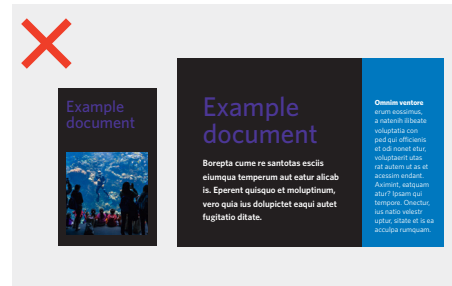 Example
document
Example
document
Borepta cume re santotas esciis
eiumqua temperum aut eatur alicab
is. Eperent quisquo et moluptinum,
vero quia ius dolupictet eaqui autet
fugitatio ditate.
Omnim ventore
erum eossimus,
a natenih ilibeate
voluptatia con
ped qui officienis
et odi nonet etur,
voluptaerit utas
rat autem ut as et
acessim endant.
Aximint, eatquam
atur? Ipsam qui
tempore. Onectur,
ius natio velestr
uptur, sitate et is ea
acculpa rumquam.